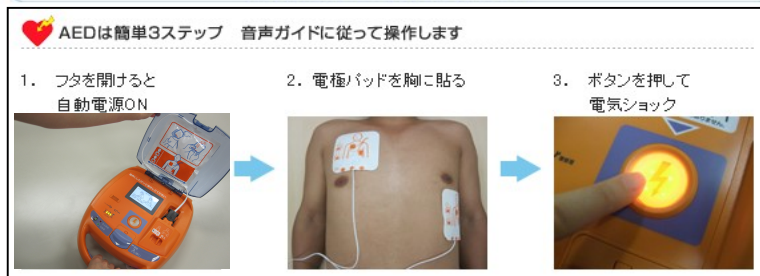 AEDは簡単3ステップ　音声ガイドに従って操作します
1.　フタを開けると
自動電源ON
2.　電極パッドを胸に貼る
3.　ボタンを押して
電気ショック